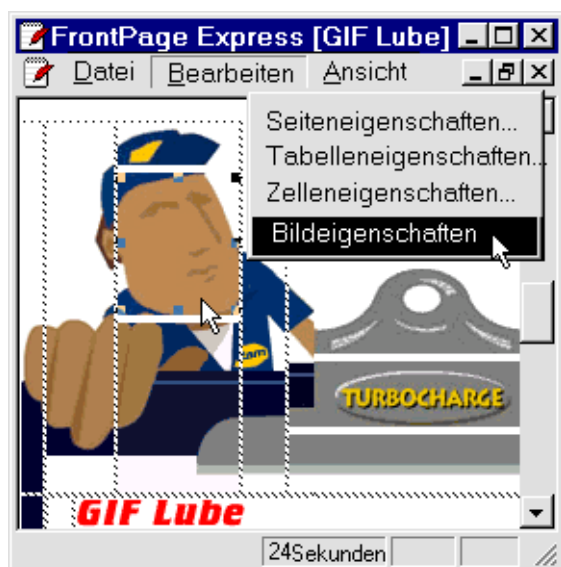 FrontPage Express [GIF Lube]
Datei Bearbeiten Ansicht
Seiteneigenschaften...
Tabelleneigenschaften...
Zelleneigenschaften...
Bildeigenschaften
TURBOCHARGE
GIF Lube
24Sekunden